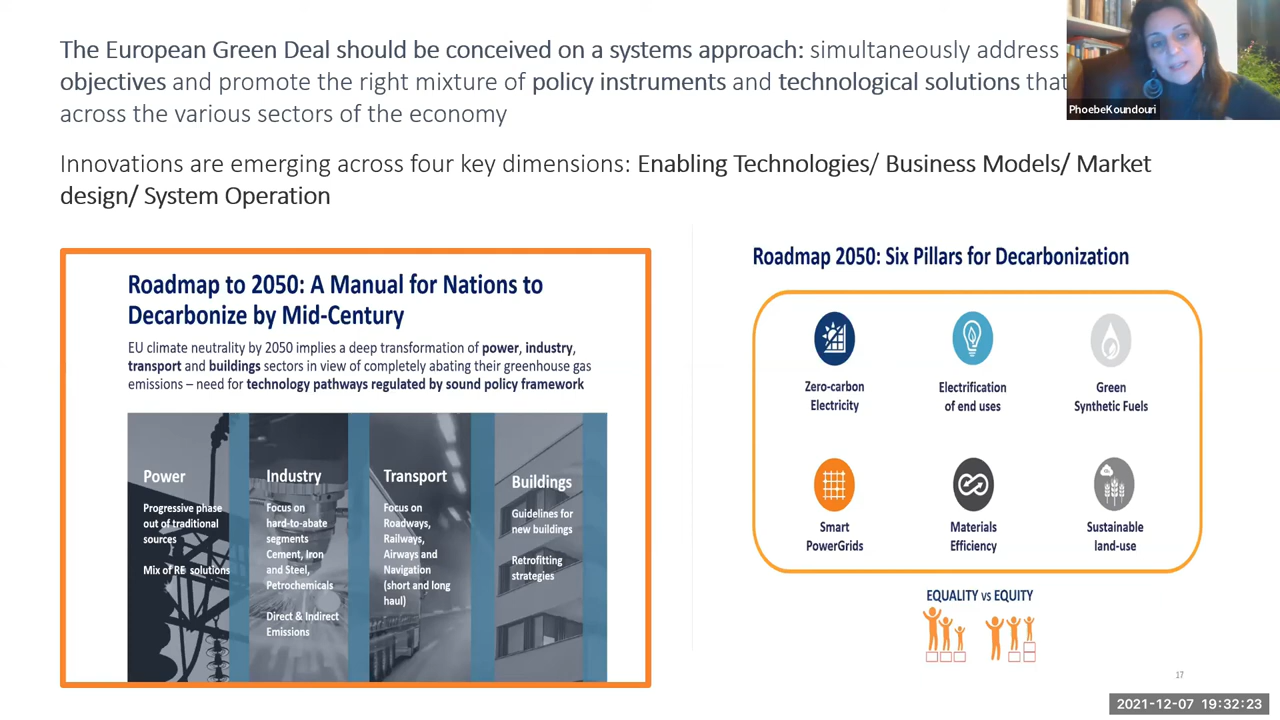 The European Green Deal should be conceived on a systems approach: simultaneously address
objectives and promote the right mixture of policy instruments and technological solutions that
across the various sectors of the economy
PhoebeKoundouri
Innovations are emerging across four key dimensions: Enabling Technologies/ Business Models/ Market
design/ System Operation
Roadmap to 2050: A Manual for Nations to
Decarbonize by Mid-Century
EU climate neutrality by 2050 implies a deep transformation of power, industry,
transport and buildings sectors in view of completely abating their greenhouse gas
emissions – need for technology pathways regulated by sound policy framework
Power
Progressive phase
out of traditional
sources
Mix of RE solutions
Industry
Focus on
hard-to-abate
segments
Cement, Iron
and Steel,
Petrochemicals
Direct & Indirect
Emissions
Transport
Focus on
Roadways,
Railways,
Airways and
Navigation
(short and long
haul)
Buildings
Guidelines for
new buildings
Retrofitting
strategies
Roadmap 2050: Six Pillars for Decarbonization
Zero-carbon
Electricity
Electrification
of end uses
Green
Synthetic Fuels
Smart
PowerGrids
Materials
Efficiency
Sustainable
land-use
EQUALITY vs EQUITY
17
2021-12-07 19:32:23